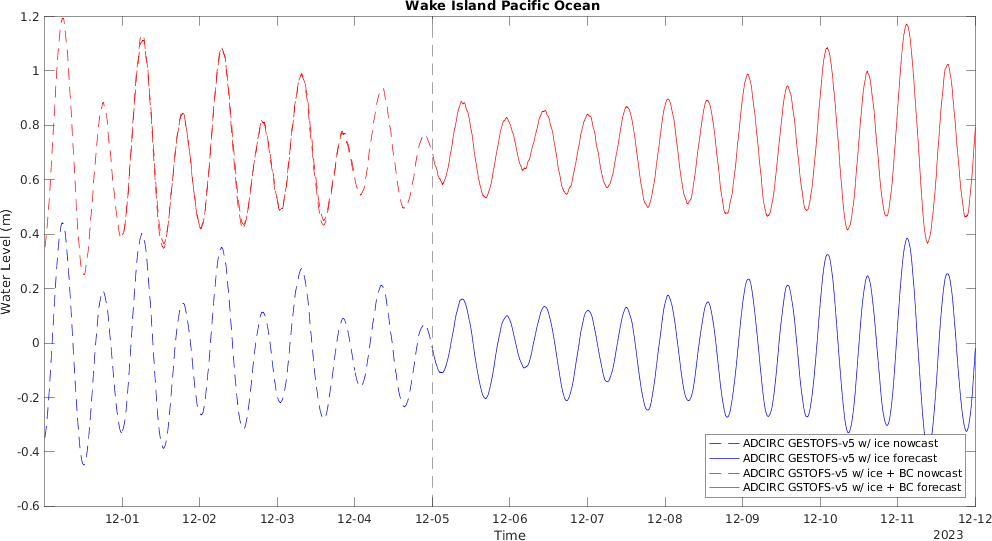 Wake Island Pacific Ocean
1.2
1
0.8
0.6
0.4
0.2
0
-0.2
-0.4
-0.6
Water Level (m)
ADCIRC GESTOFS-v5 w/ ice nowcast
ADCIRC GESTOFS-v5 w/ ice forecast
ADCIRC GSTOFS-v5 w/ ice + BC nowcast
ADCIRC GSTOFS-v5 w/ ice + BC forecast
12-01 12-02 12-03 12-04 12-05 12-06 12-07 12-08 12-09 12-10 12-11 12-12
Time
2023